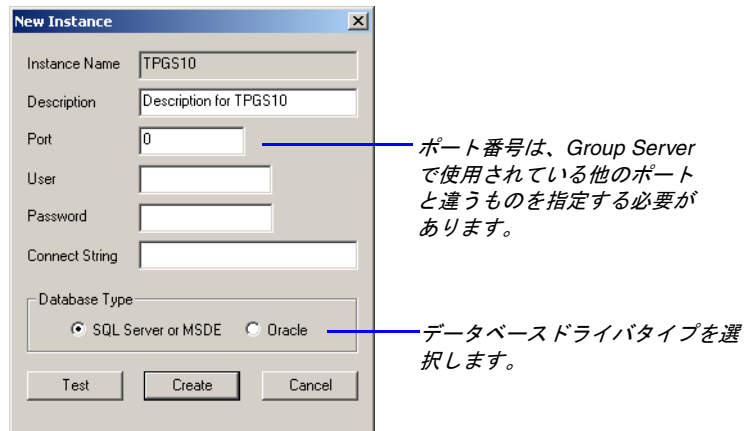 New Instance
Instance Name TPGS10
Description Description for TPGS10
Port 0
ポート番号は、Group Server
で使用されている他のポート
と違うものを指定する必要が
あります。
User
Password
Connect String
Database Type
SQL Server or MSDE Oracle
データベースドライバタイプを選
択します。
Test Create Cancel